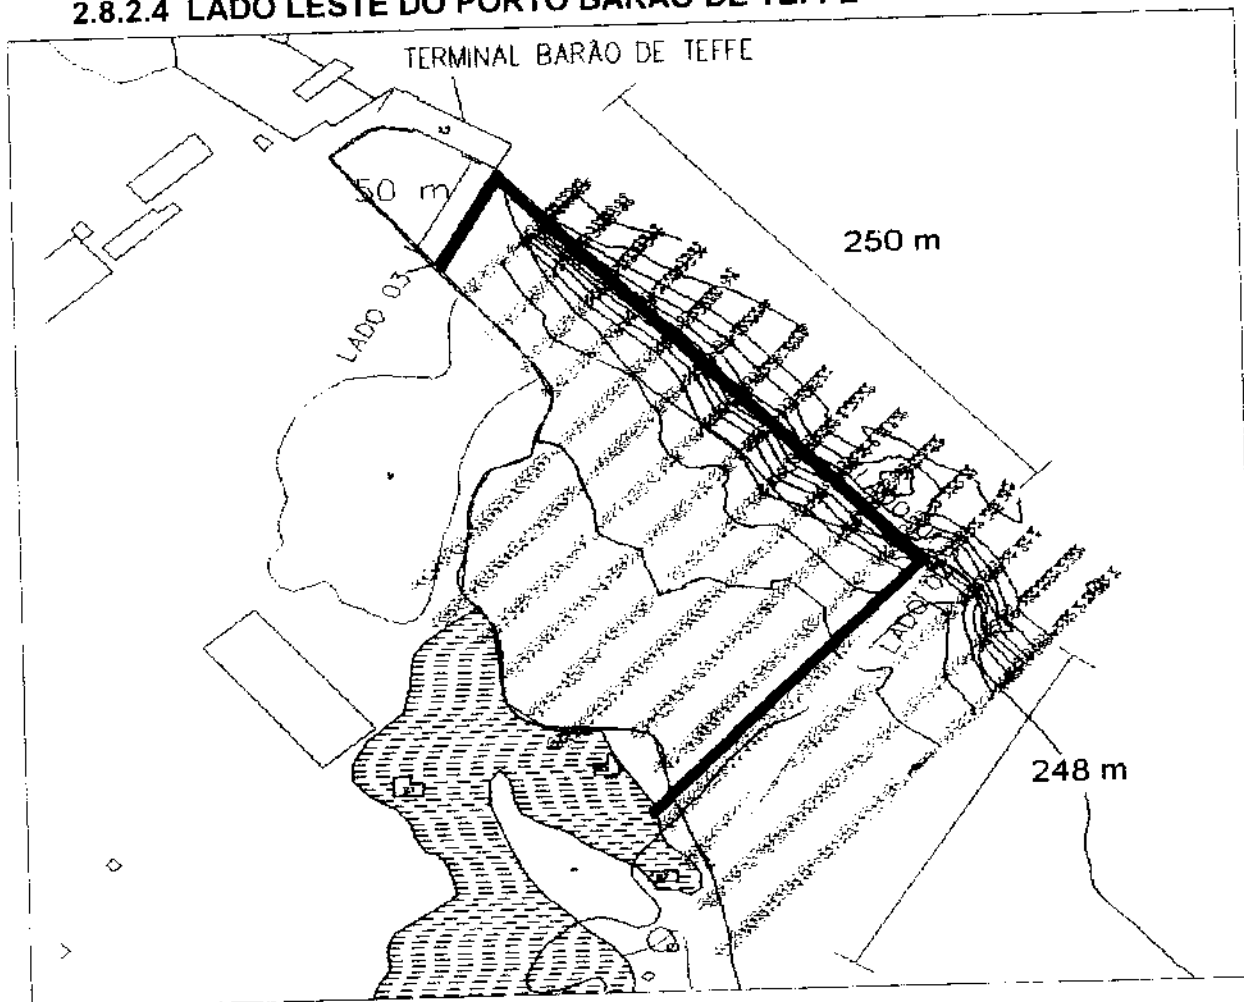 2.8.2.4 LADO LESTE DO PORTO BARÃO DE TEFFE
TERMINAL BARÃO DE TEFFE
50 m
250 m
LADO 03
LADO
248 m